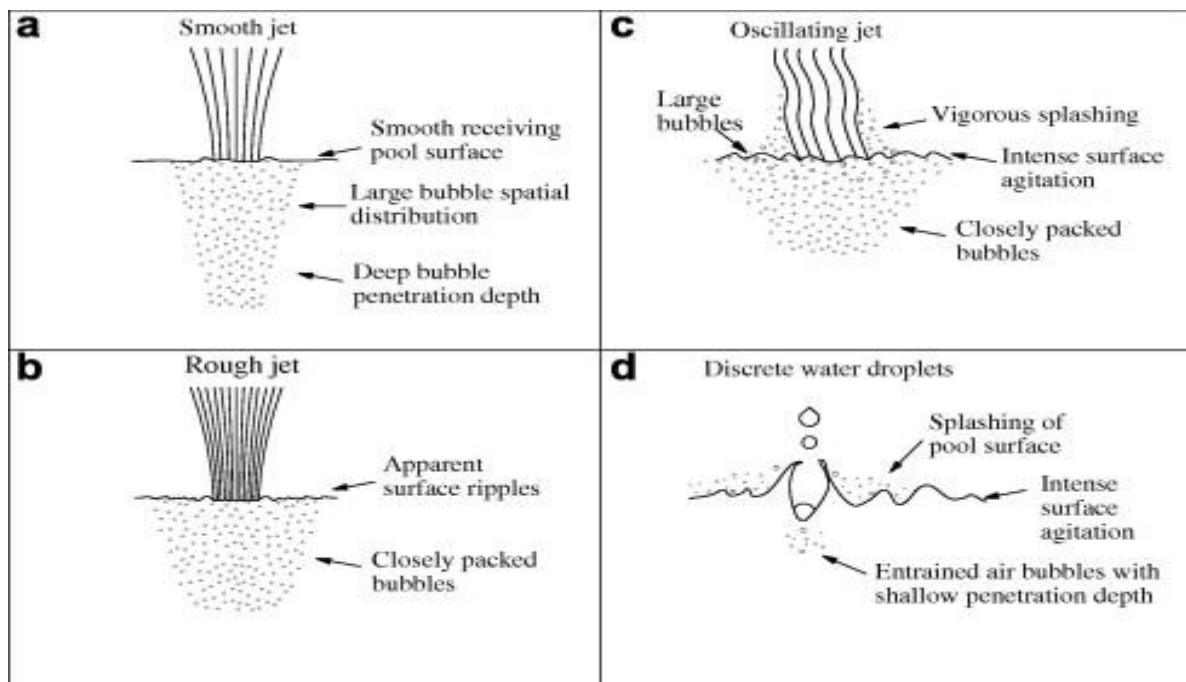 a
Smooth jet
Smooth receiving
pool surface
Large bubble spatial
distribution
Deep bubble
penetration depth
b
Rough jet
Apparent
surface ripples
Closely packed
bubbles
c
Oscillating jet
Large
bubbles
Vigorous splashing
Intense surface
agitation
Closely packed
bubbles
d
Discrete water droplets
Splashing of
pool surface
Intense
surface
agitation
Entrained air bubbles with
shallow penetration depth